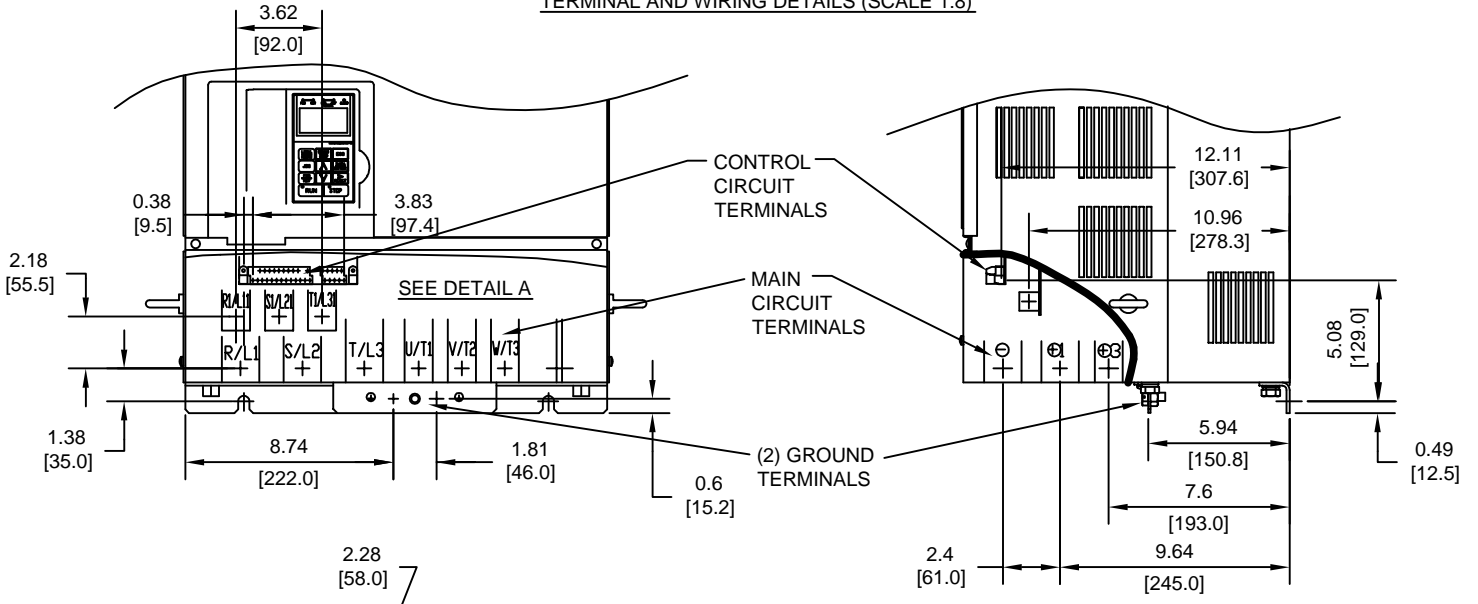 TERMINAL AND WIRING DETAILS (SCALE 1:8)
3.62
[92.0]
0.38
[9.5]
3.83
[97.4]
2.18
[55.5]
1.38
[35.0]
RUN
STOP
SEE DETAIL A
R1/L11
S1/L21
T1/L31
R/L1
S/L2
T/L3
U/T1
V/T2
W/T3
8.74
[222.0]
1.81
[46.0]
0.6
[15.2]
2.28
[58.0]
CONTROL
CIRCUIT
TERMINALS
MAIN
CIRCUIT
TERMINALS
(2) GROUND
TERMINALS
12.11
[307.6]
10.96
[278.3]
5.08
[129.0]
⊖
⊕1
⊕3
5.94
[150.8]
0.49
[12.5]
7.6
[193.0]
2.4
[61.0]
9.64
[245.0]